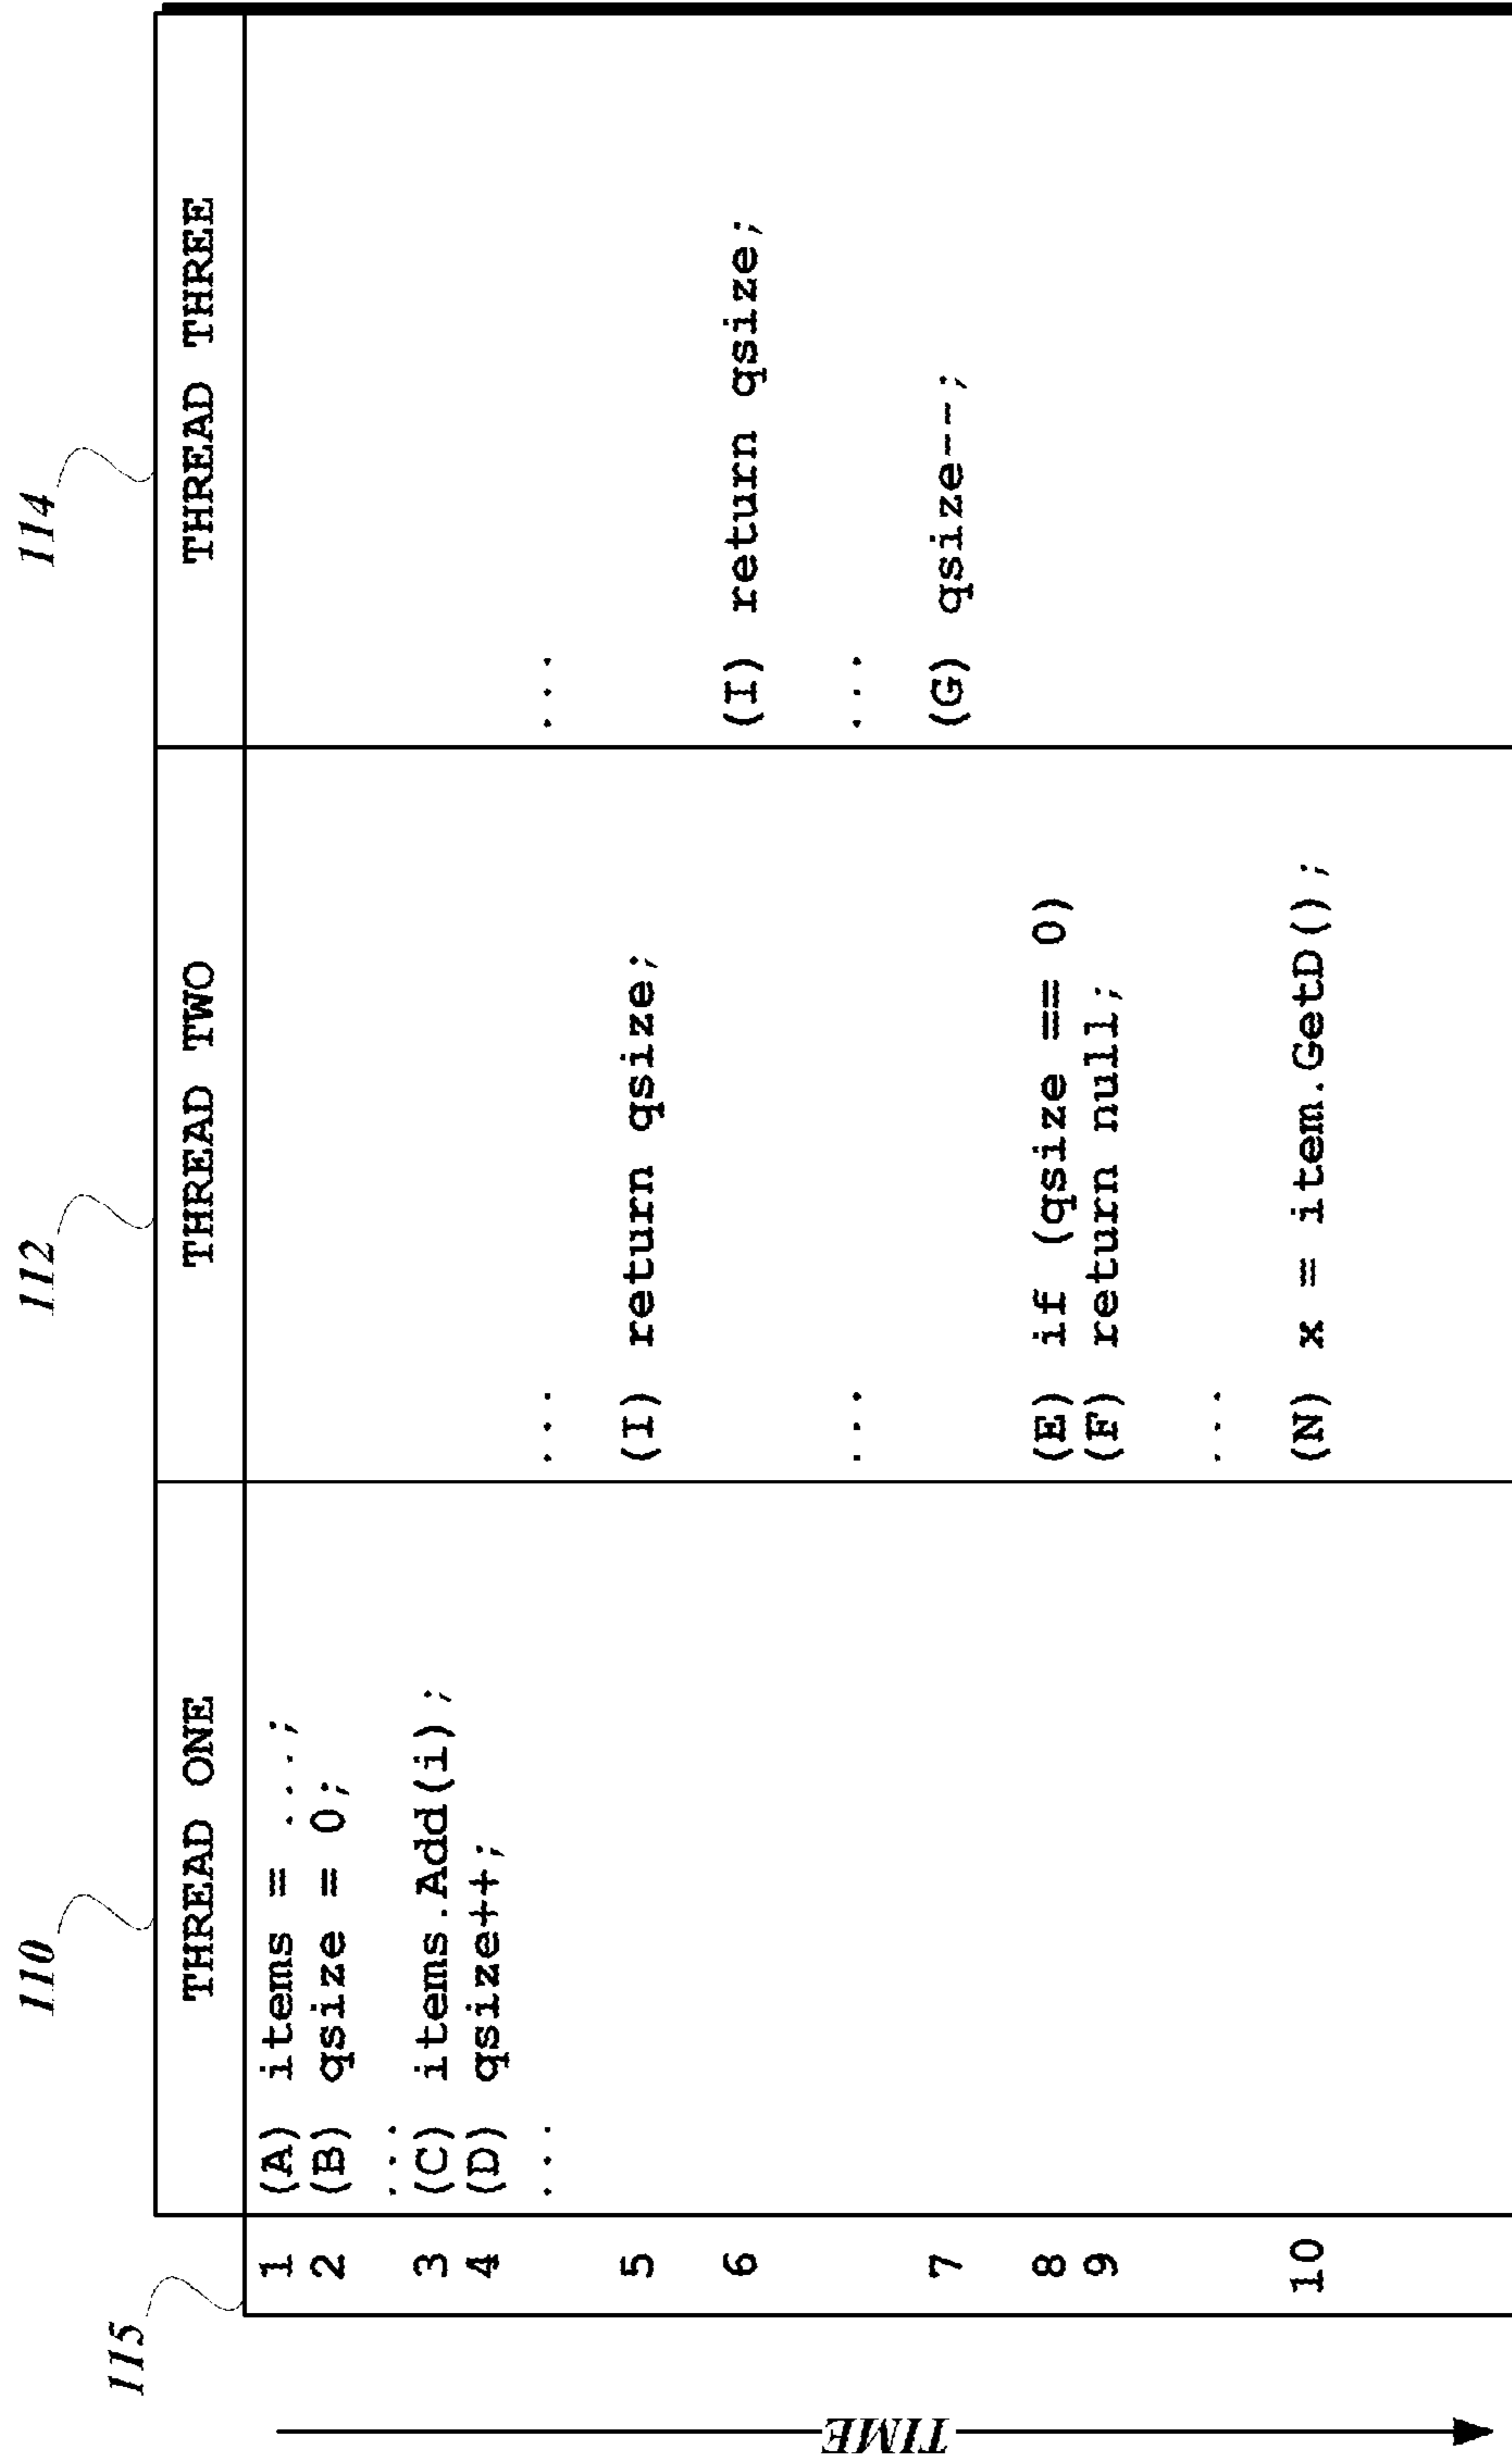 110 112 114
115 THREAD ONE THREAD TWO THREAD THREE
1 (A) items = ...;
2 (B) qsize = 0;
...
3 (C) items.Add(i);
4 (D) qsize++;
... ... ...
5 (I) return qsize;
6 (I) return qsize;
... ...
7 (G) qsize--;
8 (E) if (qsize == 0)
9 (F) return null;
...
10 (N) x = item.GetD();
TIME